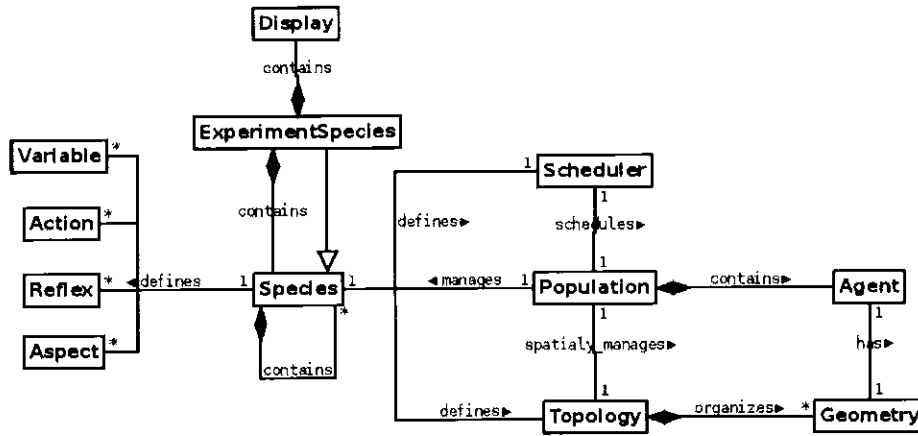 Display
contains
ExperimentSpecies
Variable *
1 Scheduler
1
contains
defines▶
schedules▶
Action *
1
Reflex * ◀defines 1 Species 1 ◀manages 1 Population contains▶ Agent
*
1
1
Aspect *
contains
spatialy_manages▶
has▶
1
1
defines▶ Topology organizes▶ * Geometry